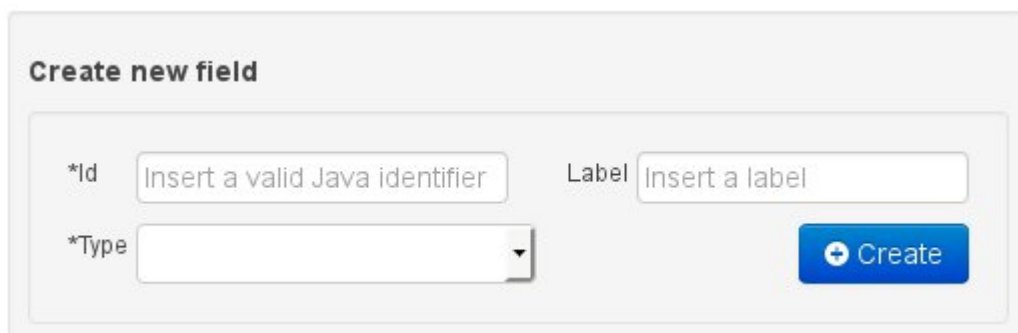 Create new field
*Id Insert a valid Java identifier Label Insert a label
*Type Create